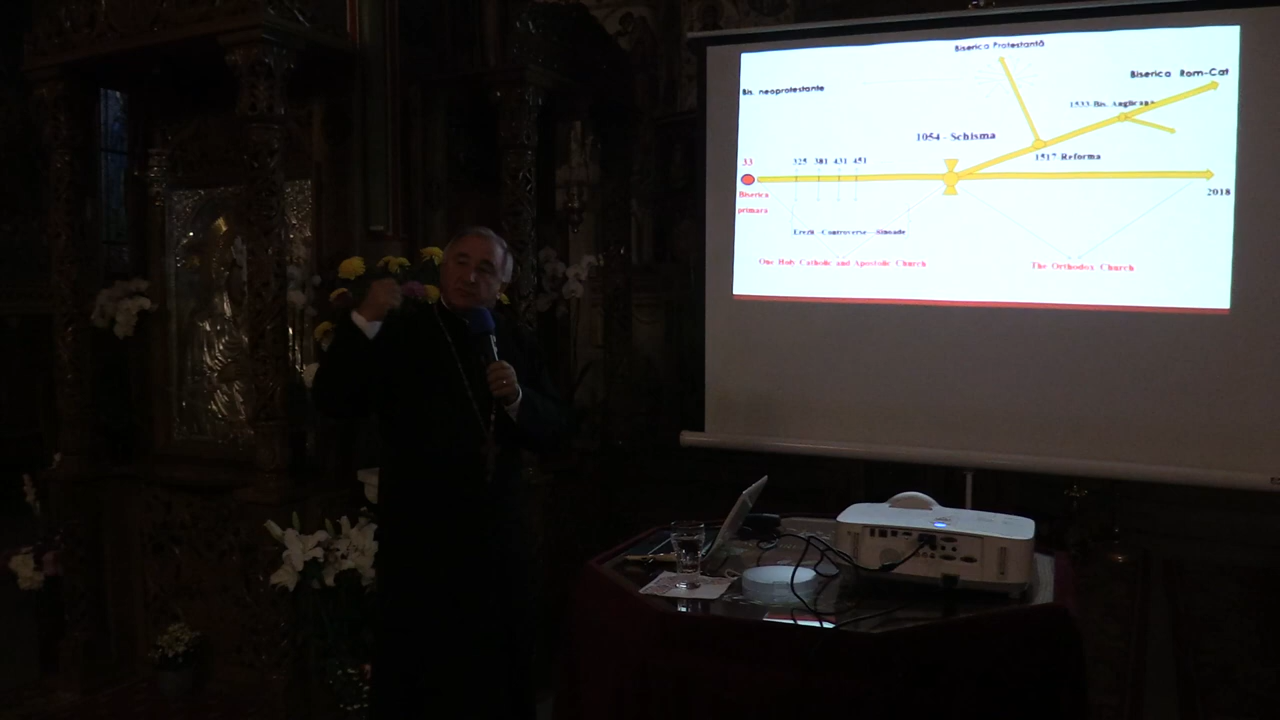 Biserica Protestantă
Biserica Rom-Cat
Bis. neoprotestante
1533 Bis. Anglicana
1054 - Schisma
1517 Reforma
33
325 381 431 451
Biserica
primara
2018
Erezii - Controverse - Sinoade
One Holy Catholic and Apostolic Church
The Orthodox Church